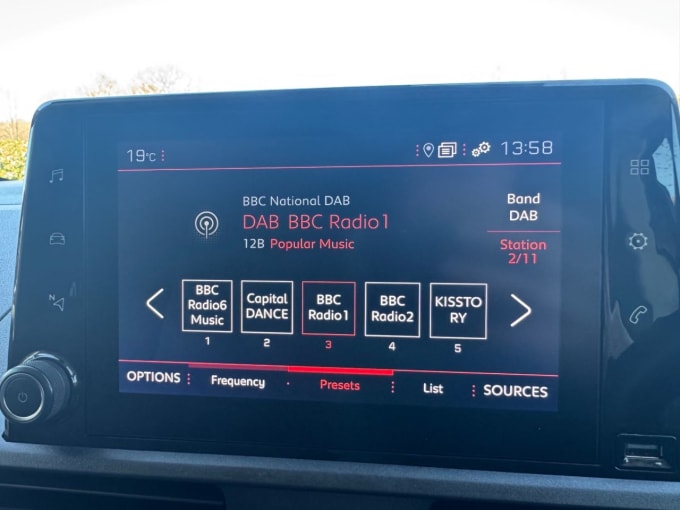 19°C
13:58
BBC National DAB
DAB BBC Radio1
12B Popular Music
Band
DAB
Station
2/11
BBC
Radio6
Music
1
Capital
DANCE
2
BBC
Radio1
3
BBC
Radio2
4
KISSTO
RY
5
OPTIONS
Frequency
Presets
List
SOURCES
N